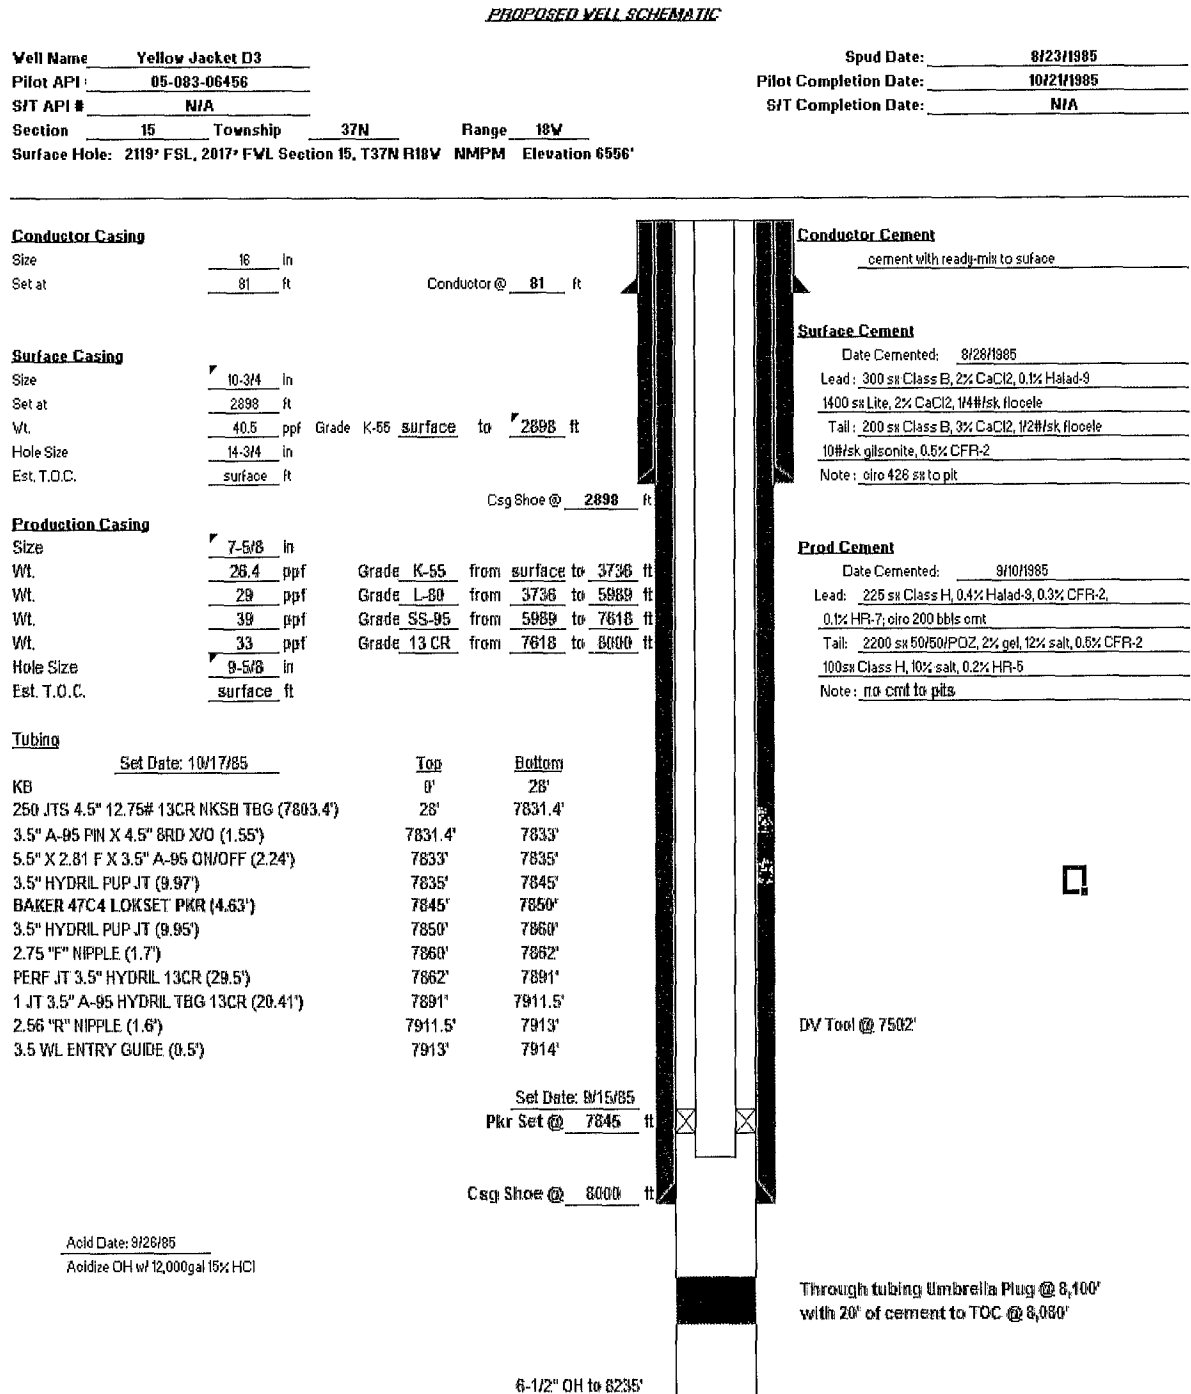 PROPOSED WELL SCHEMATIC
Well Name Yellow Jacket D3 Spud Date: 8/23/1985
Pilot API 05-083-06456 Pilot Completion Date: 10/21/1985
S/T API # N/A S/T Completion Date: N/A
Section 15 Township 37N Range 18W
Surface Hole: 2119' FSL, 2017' FWL Section 15, T37N R18W NMPM Elevation 6556'
Conductor Casing Conductor Cement
Size 16 in cement with ready-mix to suface
Set at 81 ft Conductor @ 81 ft
Surface Cement
Surface Casing Date Cemented: 8/28/1985
Size 10-3/4 in Lead: 300 sx Class B, 2% CaCl2, 0.1% Halad-9
Set at 2898 ft 1400 sx Lite, 2% CaCl2, 1/4#/sk flocele
Wt. 40.5 ppf Grade K-55 surface to 2898 ft Tail: 200 sx Class B, 3% CaCl2, 1/2#/sk flocele
Hole Size 14-3/4 in 10#/sk gilsonite, 0.5% CFR-2
Est. T.O.C. surface ft Note: circ 426 sx to pit
Csg Shoe @ 2898 ft
Production Casing
Size 7-5/8 in Prod Cement
Wt. 26.4 ppf Grade K-55 from surface to 3736 ft Date Cemented: 9/10/1985
Wt. 29 ppf Grade L-80 from 3736 to 5989 ft Lead: 225 sx Class H, 0.4% Halad-9, 0.3% CFR-2,
Wt. 39 ppf Grade SS-95 from 5989 to 7618 ft 0.1% HR-7; circ 200 bbls cmt
Wt. 33 ppf Grade 13 CR from 7618 to 8000 ft Tail: 2200 sx 50/50/POZ, 2% gel, 12% salt, 0.5% CFR-2
Hole Size 9-5/8 in 100sx Class H, 10% salt, 0.2% HR-5
Est. T.O.C. surface ft Note: no cmt to pits
Tubing
Set Date: 10/17/85 Top Bottom
KB 0' 28'
250 JTS 4.5" 12.75# 13CR NKSB TBG (7803.4') 28' 7831.4'
3.5" A-95 PIN X 4.5" 8RD X/O (1.55') 7831.4' 7833'
5.5" X 2.81 F X 3.5" A-95 ON/OFF (2.24') 7833' 7835'
3.5" HYDRIL PUP JT (9.97') 7835' 7845'
BAKER 47C4 LOKSET PKR (4.63') 7845' 7850'
3.5" HYDRIL PUP JT (9.95') 7850' 7860'
2.75 "F" NIPPLE (1.7') 7860' 7862'
PERF JT 3.5" HYDRIL 13CR (29.5') 7862' 7891'
1 JT 3.5" A-95 HYDRIL TBG 13CR (20.41') 7891' 7911.5'
2.56 "R" NIPPLE (1.6') 7911.5' 7913' DV Tool @ 7502'
3.5 WL ENTRY GUIDE (0.5') 7913' 7914'
Set Date: 9/15/85
Pkr Set @ 7845 ft
Csg Shoe @ 8000 ft
Acid Date: 9/26/85
Acidize OH w/ 12,000gal 15% HCl
Through tubing Umbrella Plug @ 8,100'
with 20' of cement to TOC @ 8,080'
6-1/2" OH to 8235'